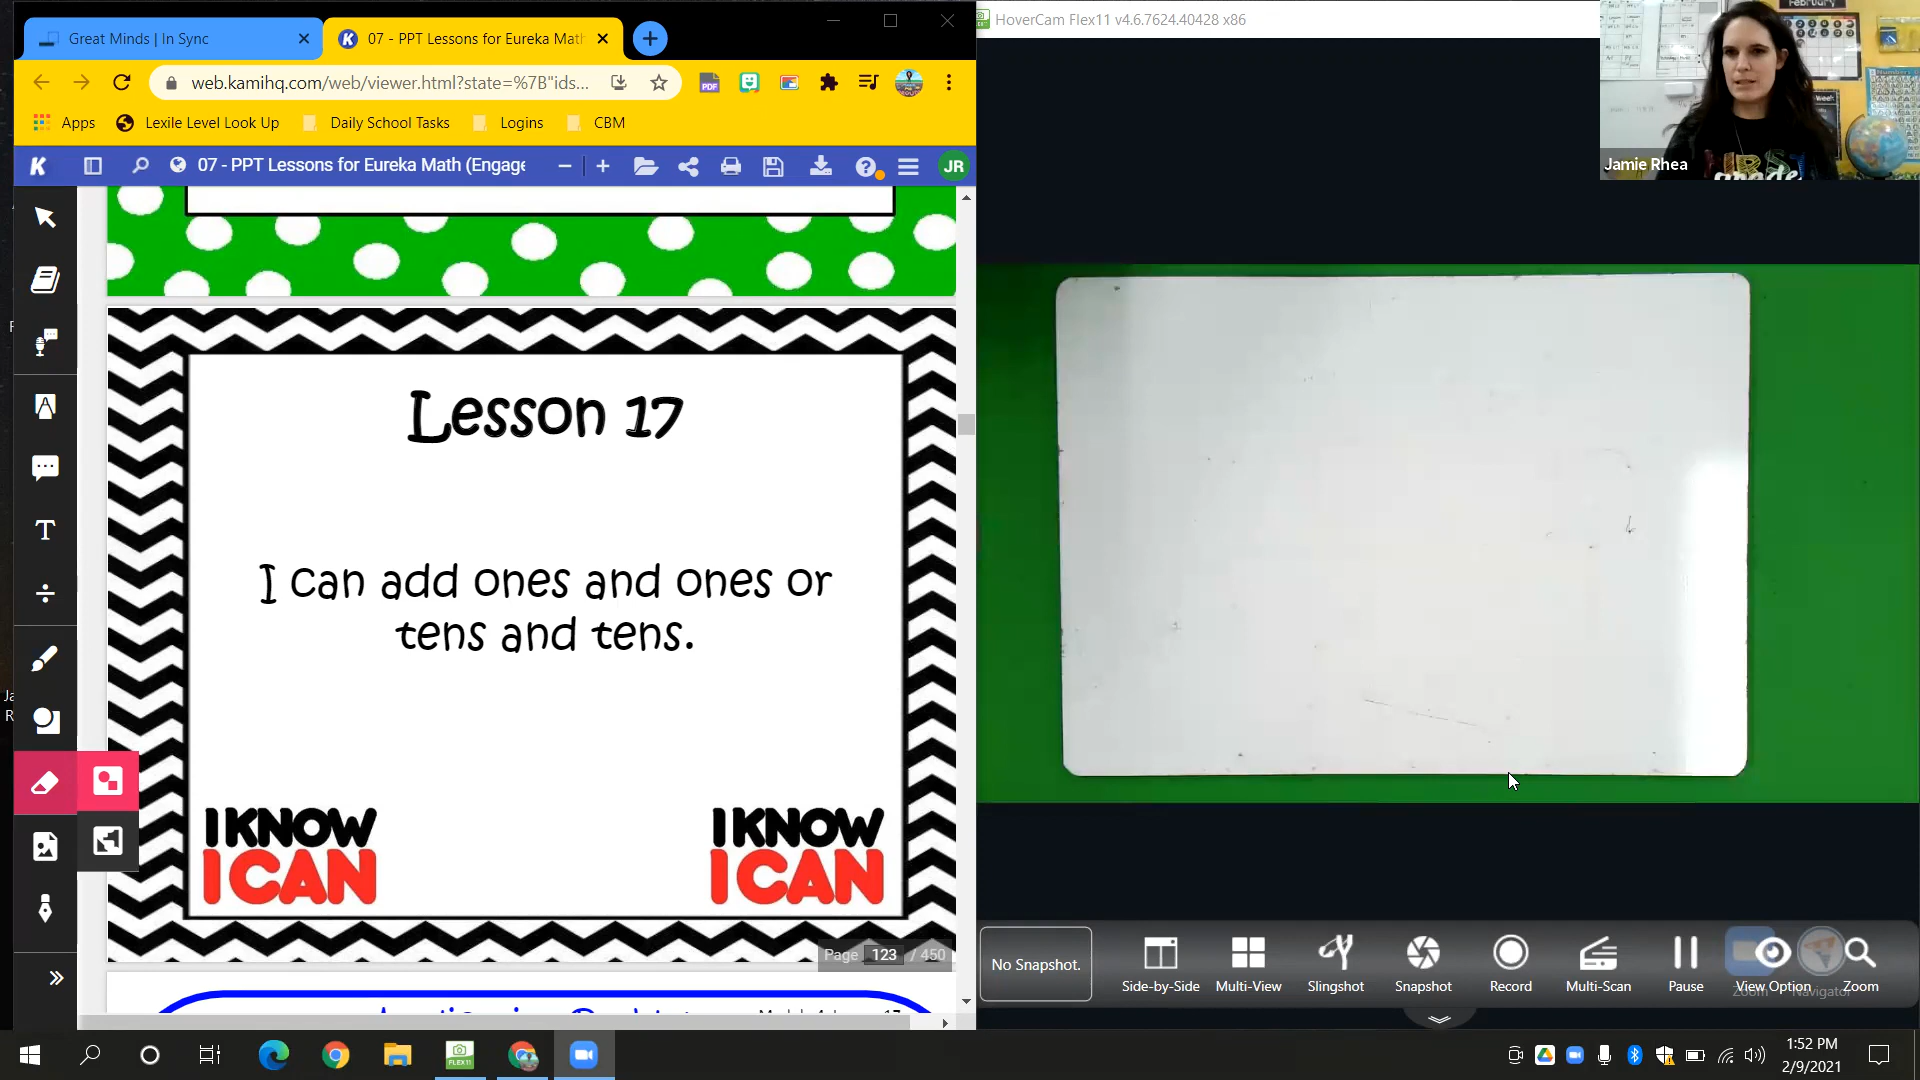 Great Minds | In Sync
07 - PPT Lessons for Eureka Math
HoverCam Flex11 v4.6.7624.40428 x86
web.kamihq.com/web/viewer.html?state=%7B"ids...
Apps
Lexile Level Look Up
Daily School Tasks
Logins
CBM
07 - PPT Lessons for Eureka Math (Engage
JR
Jamie Rhea
Lesson 17
I can add ones and ones or
tens and tens.
I KNOW
I CAN
I KNOW
I CAN
Page 123 / 450
No Snapshot.
Side-by-Side
Multi-View
Slingshot
Snapshot
Record
Multi-Scan
Pause
View Option
Zoom
1:52 PM
2/9/2021